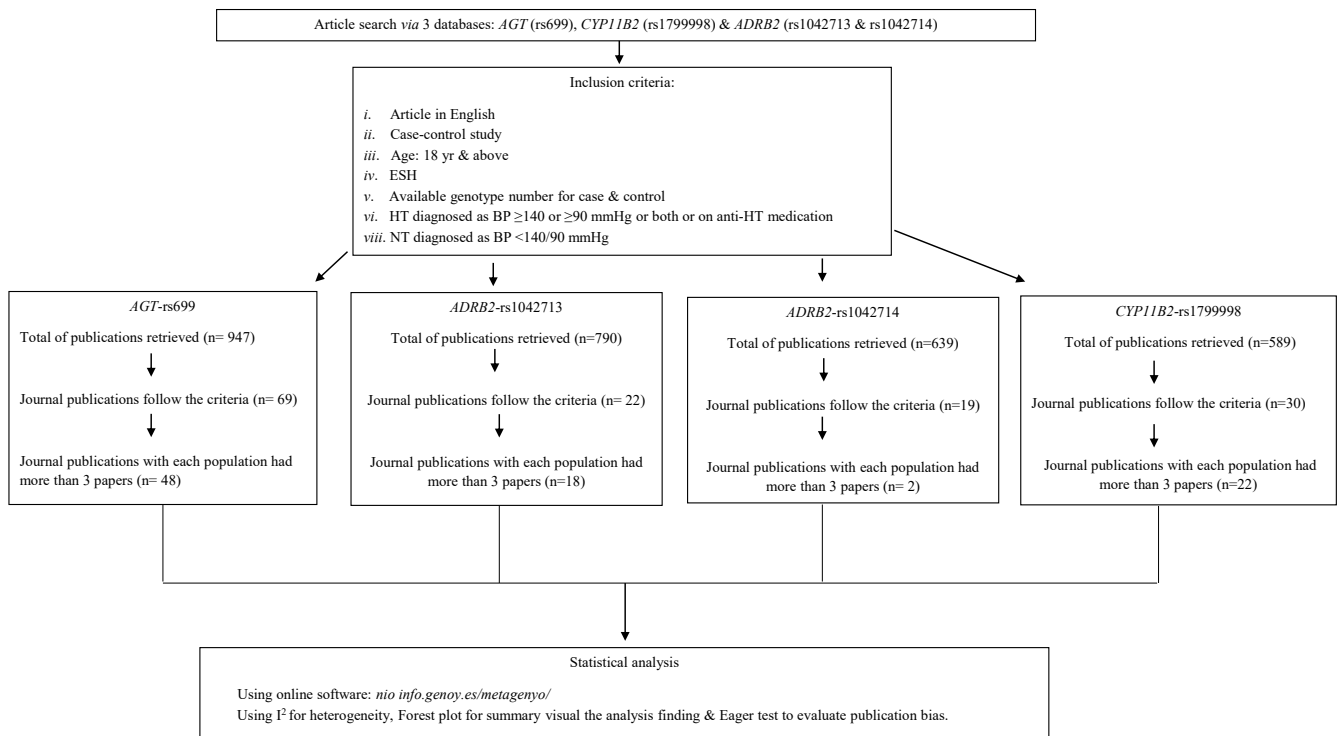 Article search via 3 databases: AGT (rs699), CYP11B2 (rs1799998) & ADRB2 (rs1042713 & rs1042714)
Inclusion criteria:
i. Article in English
ii. Case-control study
iii. Age: 18 yr & above
iv. ESH
v. Available genotype number for case & control
vi. HT diagnosed as BP ≥140 or ≥90 mmHg or both or on anti-HT medication
viii. NT diagnosed as BP <140/90 mmHg
AGT-rs699
Total of publications retrieved (n= 947)
Journal publications follow the criteria (n= 69)
Journal publications with each population had
more than 3 papers (n= 48)
ADRB2-rs1042713
Total of publications retrieved (n=790)
Journal publications follow the criteria (n= 22)
Journal publications with each population had
more than 3 papers (n=18)
ADRB2-rs1042714
Total of publications retrieved (n=639)
Journal publications follow the criteria (n=19)
Journal publications with each population had
more than 3 papers (n= 2)
CYP11B2-rs1799998
Total of publications retrieved (n=589)
Journal publications follow the criteria (n=30)
Journal publications with each population had
more than 3 papers (n=22)
Statistical analysis
Using online software: nio info.genoy.es/metagenyo/
Using I² for heterogeneity, Forest plot for summary visual the analysis finding & Eager test to evaluate publication bias.